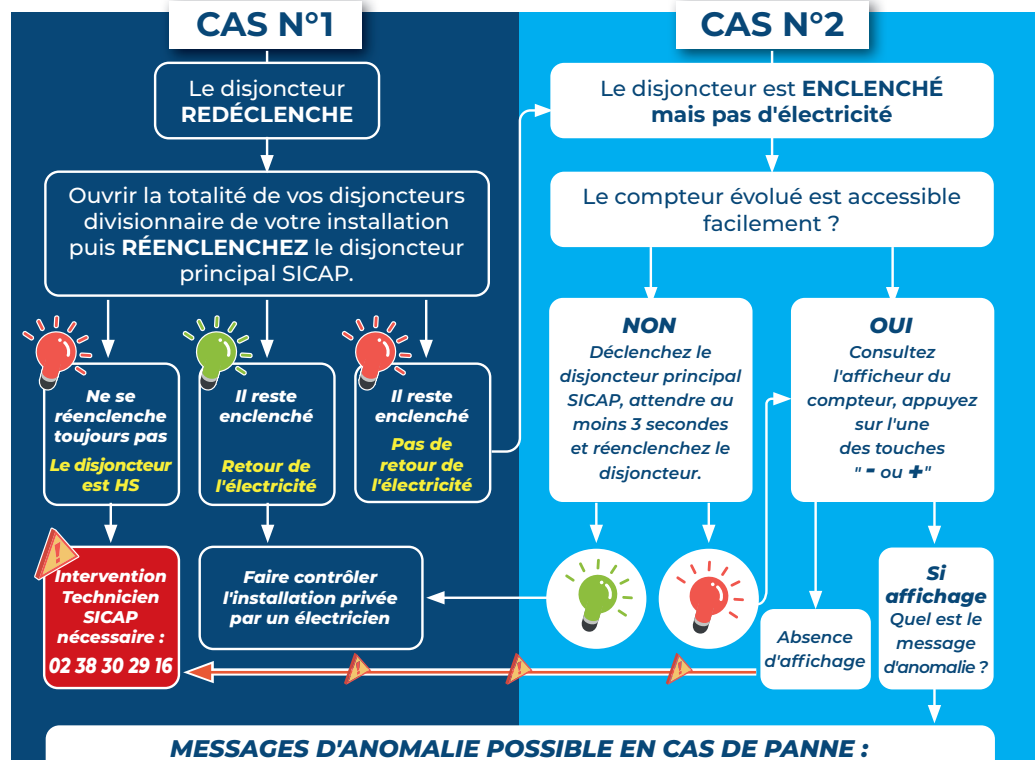 CAS N°1
Le disjoncteur
REDÉCLENCHE
Ouvrir la totalité de vos disjoncteurs
divisionnaire de votre installation
puis RÉENCLENCHEZ le disjoncteur
principal SICAP.
Ne se
réenclenche
toujours pas
Le disjoncteur
est HS
Il reste
enclenché
Retour de
l'électricité
Il reste
enclenché
Pas de
retour de
l'électricité
Intervention
Technicien
SICAP
nécessaire :
02 38 30 29 16
Faire contrôler
l'installation privée
par un électricien
CAS N°2
Le disjoncteur est ENCLENCHÉ
mais pas d'électricité
Le compteur évolué est accessible
facilement ?
NON
Déclenchez le
disjoncteur principal
SICAP, attendre au
moins 3 secondes
et réenclenchez le
disjoncteur.
OUI
Consultez
l'afficheur du
compteur, appuyez
sur l'une
des touches
" - ou +"
Absence
d'affichage
Si
affichage
Quel est le
message
d'anomalie ?
MESSAGES D'ANOMALIE POSSIBLE EN CAS DE PANNE :